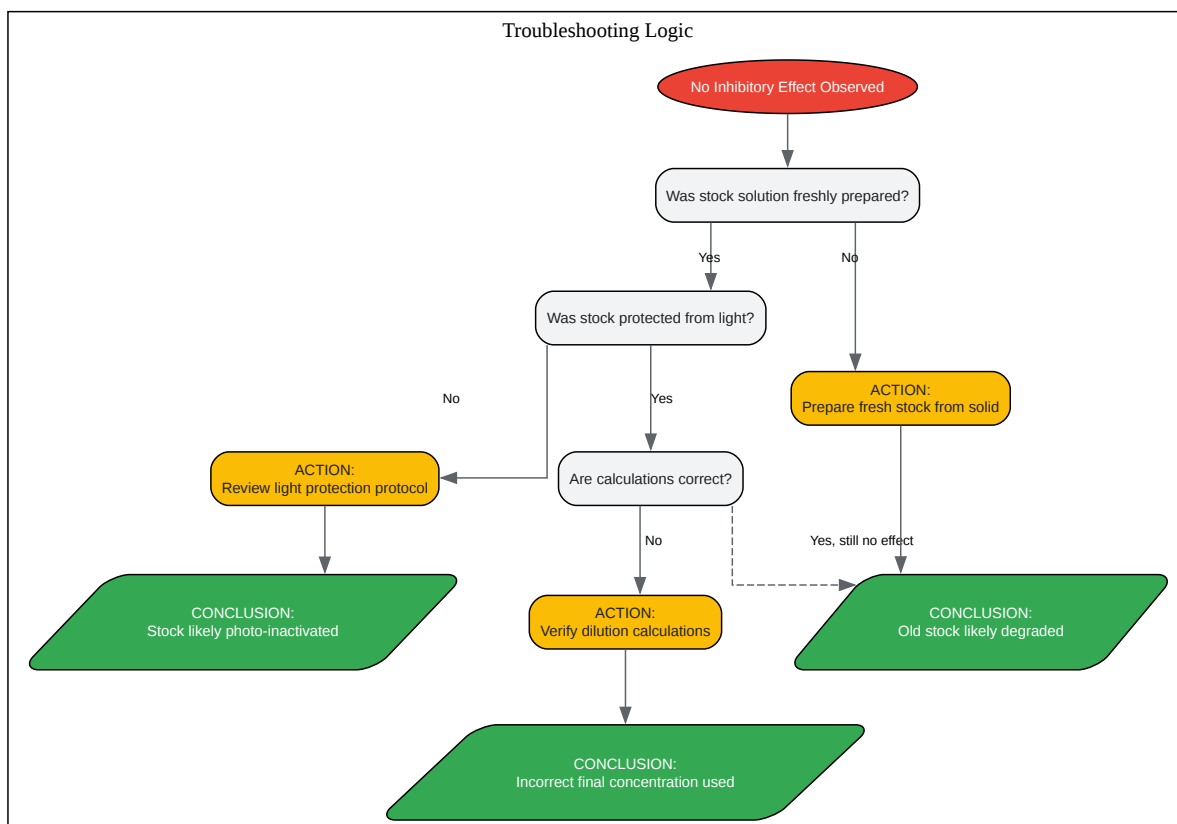 Troubleshooting Logic
No Inhibitory Effect Observed
Was stock solution freshly prepared?
Yes
No
Was stock protected from light?
No
Yes
ACTION:
Prepare fresh stock from solid
ACTION:
Review light protection protocol
Are calculations correct?
No
Yes, still no effect
CONCLUSION:
Stock likely photo-inactivated
ACTION:
Verify dilution calculations
CONCLUSION:
Old stock likely degraded
CONCLUSION:
Incorrect final concentration used